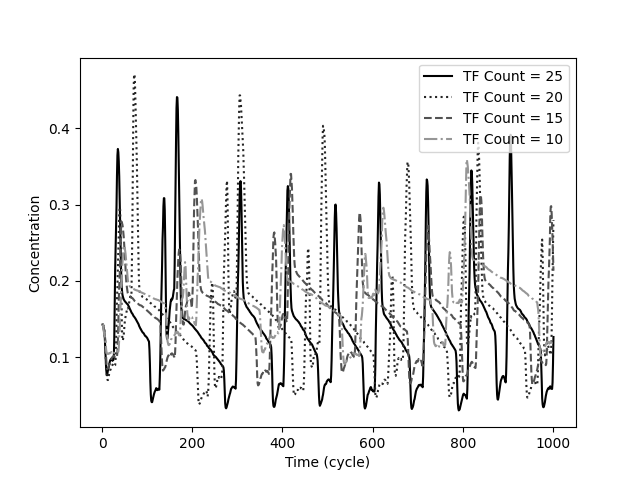 TF Count = 25
TF Count = 20
TF Count = 15
TF Count = 10
0.4
0.3
0.2
0.1
Concentration
0 200 400 600 800 1000
Time (cycle)